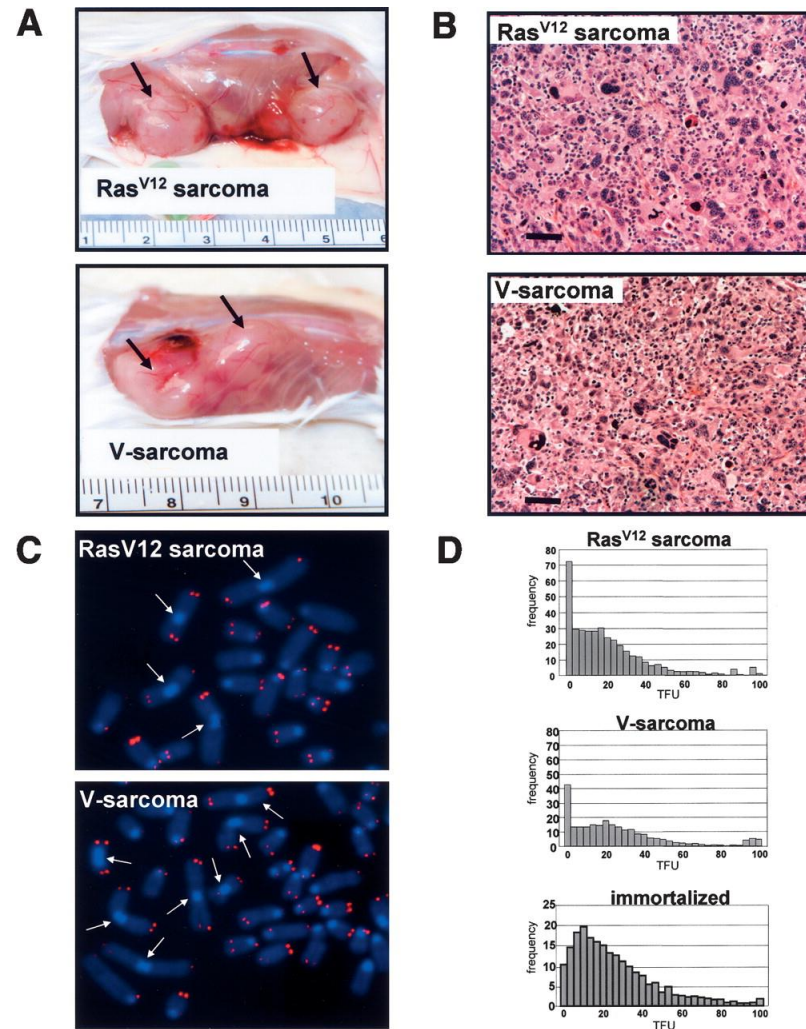 A
Ras^V12 sarcoma
1 2 3 4 5 6
V-sarcoma
7 8 9 10
B
Ras^V12 sarcoma
V-sarcoma
C
RasV12 sarcoma
V-sarcoma
D
Ras^V12 sarcoma
frequency
80
70
60
50
40
30
20
10
0
0 20 40 60 80 100
TFU
V-sarcoma
frequency
80
70
60
50
40
30
20
10
0
0 20 40 60 80 100
TFU
immortalized
frequency
25
20
15
10
5
0
0 20 40 60 80 100
TFU